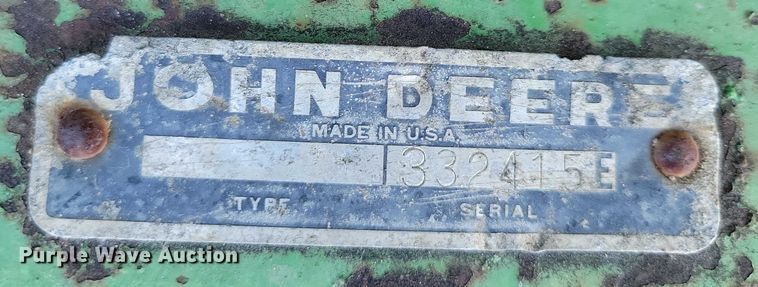 JOHN DEERE
MADE IN U.S.A.
332415E
TYPE SERIAL
Purple Wave Auction